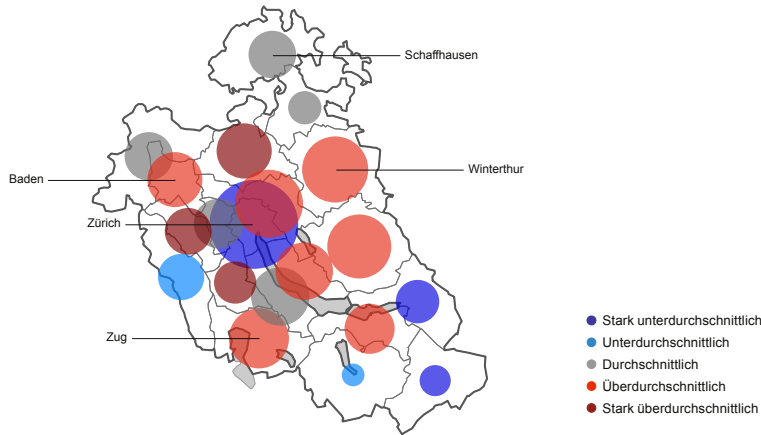 Schaffhausen
Baden
Winterthur
Zürich
Zug
Stark unterdurchschnittlich
Unterdurchschnittlich
Durchschnittlich
Überdurchschnittlich
Stark überdurchschnittlich